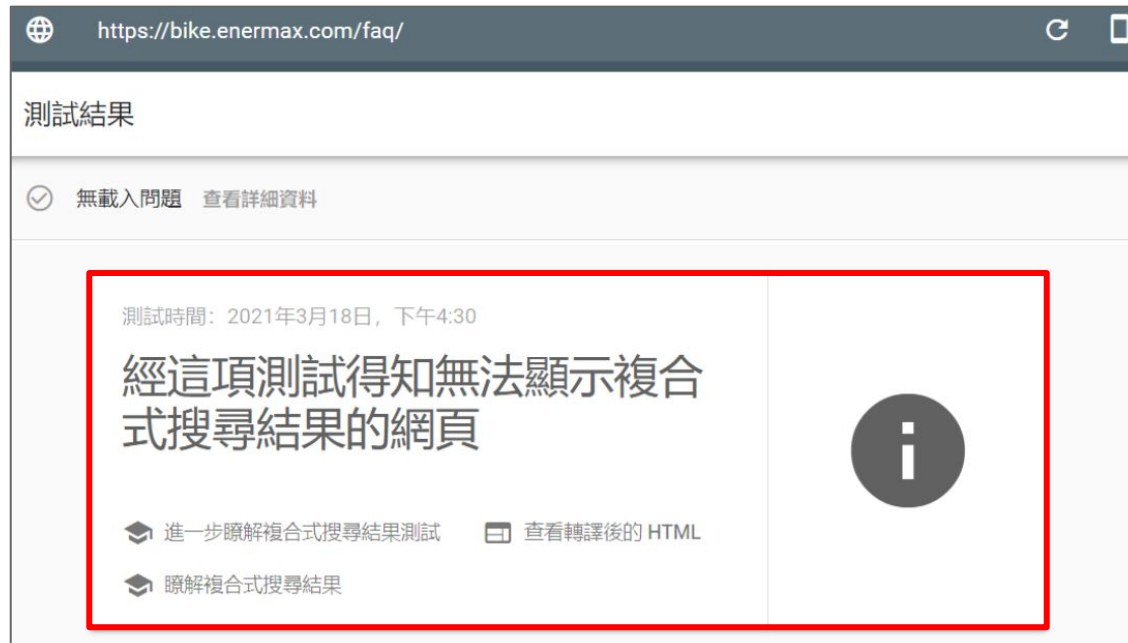 https://bike.enermax.com/faq/
測試結果
無載入問題 查看詳細資料
測試時間：2021年3月18日，下午4:30
經這項測試得知無法顯示複合
式搜尋結果的網頁
進一步瞭解複合式搜尋結果測試 查看轉譯後的 HTML
瞭解複合式搜尋結果